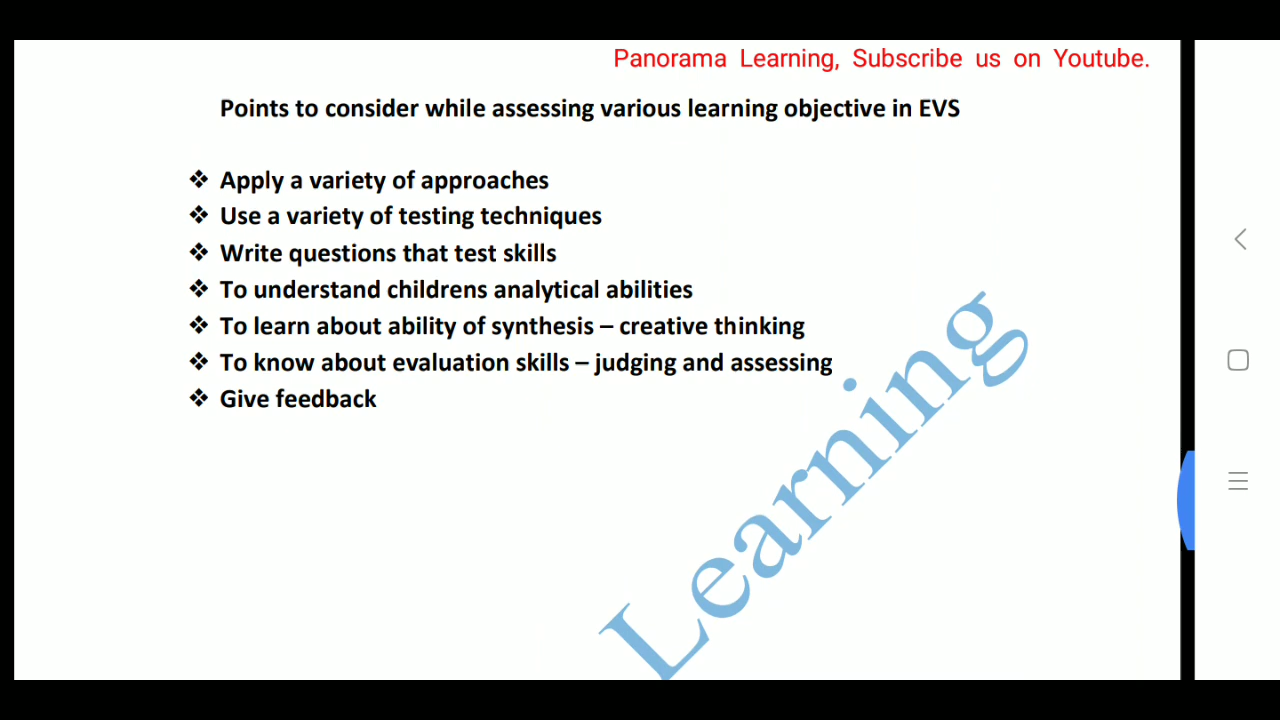 Panorama Learning, Subscribe us on Youtube.
Points to consider while assessing various learning objective in EVS
❖ Apply a variety of approaches
❖ Use a variety of testing techniques
❖ Write questions that test skills
❖ To understand childrens analytical abilities
❖ To learn about ability of synthesis – creative thinking
❖ To know about evaluation skills – judging and assessing
❖ Give feedback
Learning